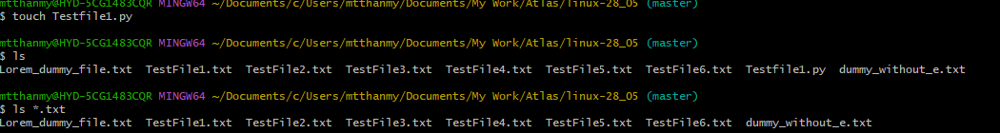 mtthanmy@HYD-5CG1483CQR MINGW64 ~/Documents/c/Users/mtthanmy/Documents/My Work/Atlas/linux-28_05 (master)
$ touch Testfile1.py
mtthanmy@HYD-5CG1483CQR MINGW64 ~/Documents/c/Users/mtthanmy/Documents/My Work/Atlas/linux-28_05 (master)
$ ls
Lorem_dummy_file.txt  TestFile1.txt  TestFile2.txt  TestFile3.txt  TestFile4.txt  TestFile5.txt  TestFile6.txt  Testfile1.py  dummy_without_e.txt
mtthanmy@HYD-5CG1483CQR MINGW64 ~/Documents/c/Users/mtthanmy/Documents/My Work/Atlas/linux-28_05 (master)
$ ls *.txt
Lorem_dummy_file.txt  TestFile1.txt  TestFile2.txt  TestFile3.txt  TestFile4.txt  TestFile5.txt  TestFile6.txt  dummy_without_e.txt